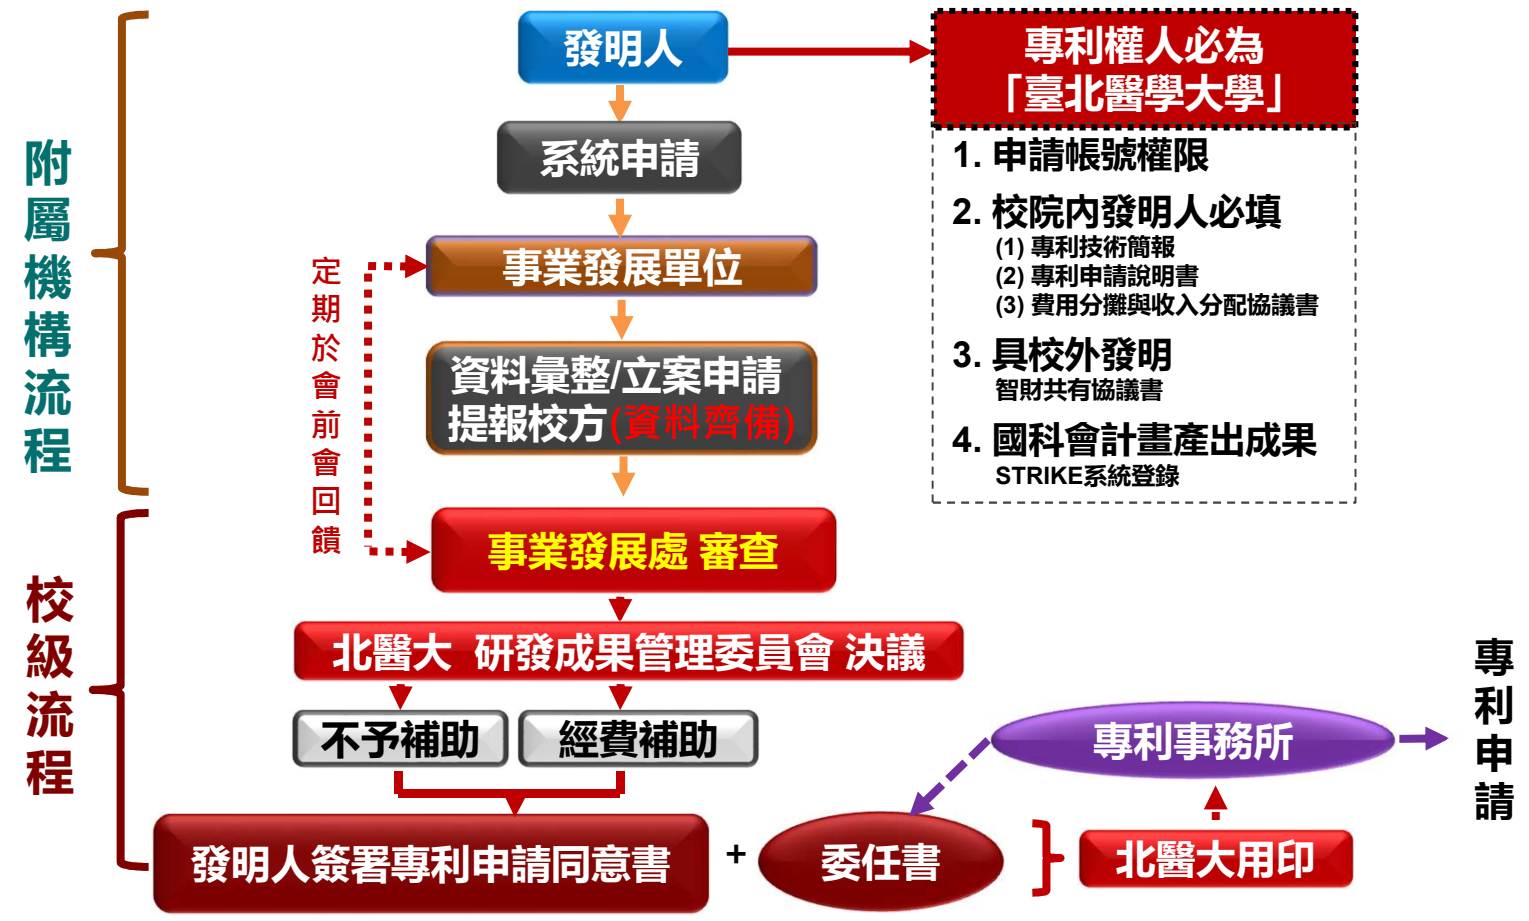 發明人
專利權人必為
「臺北醫學大學」
系統申請
1. 申請帳號權限
2. 校院內發明人必填
(1) 專利技術簡報
(2) 專利申請說明書
(3) 費用分攤與收入分配協議書
3. 具校外發明
智財共有協議書
4. 國科會計畫產出成果
STRIKE系統登錄
附屬機構流程
事業發展單位
定期於會前會回饋
資料彙整/立案申請
提報校方(資料齊備)
事業發展處 審查
校級流程
北醫大 研發成果管理委員會 決議
不予補助
經費補助
專利事務所
專利申請
發明人簽署專利申請同意書
+
委任書
北醫大用印